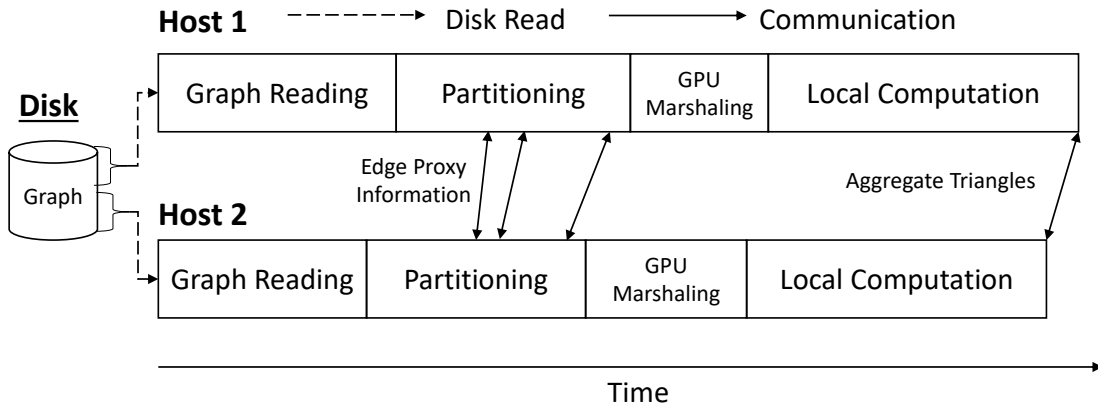 Host 1
Disk Read
Communication
Graph Reading
Partitioning
GPU
Marshaling
Local Computation
Disk
Graph
Edge Proxy
Information
Aggregate Triangles
Host 2
Graph Reading
Partitioning
GPU
Marshaling
Local Computation
Time